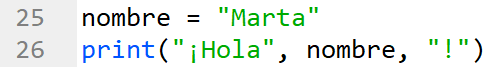 25 nombre = "Marta"
26 print("¡Hola", nombre, "!")